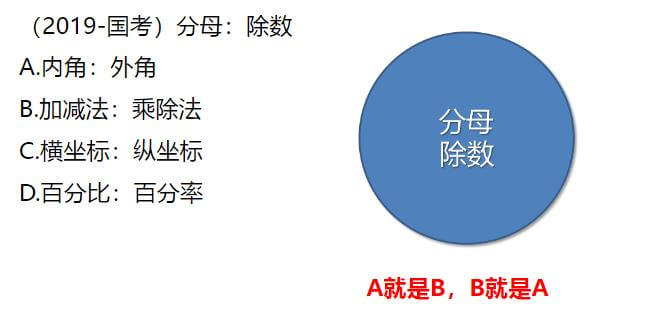 （2019-国考）分母：除数
A.内角：外角
B.加减法：乘除法
C.横坐标：纵坐标
D.百分比：百分率
分母
除数
A就是B，B就是A